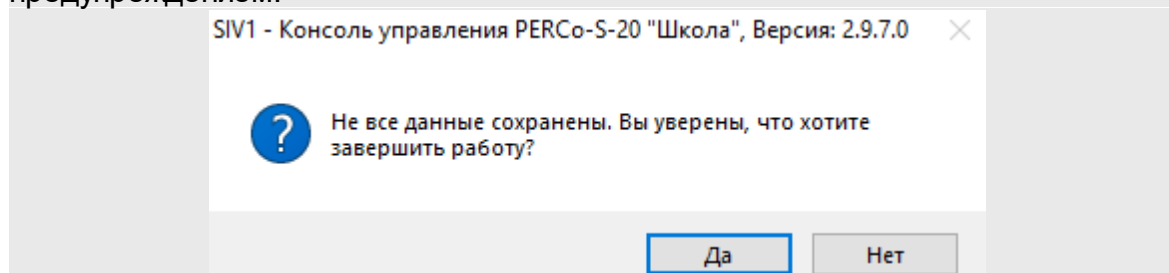 предупреждением:
SIV1 - Консоль управления PERCo-S-20 "Школа", Версия: 2.9.7.0
Не все данные сохранены. Вы уверены, что хотите
завершить работу?
Да Нет